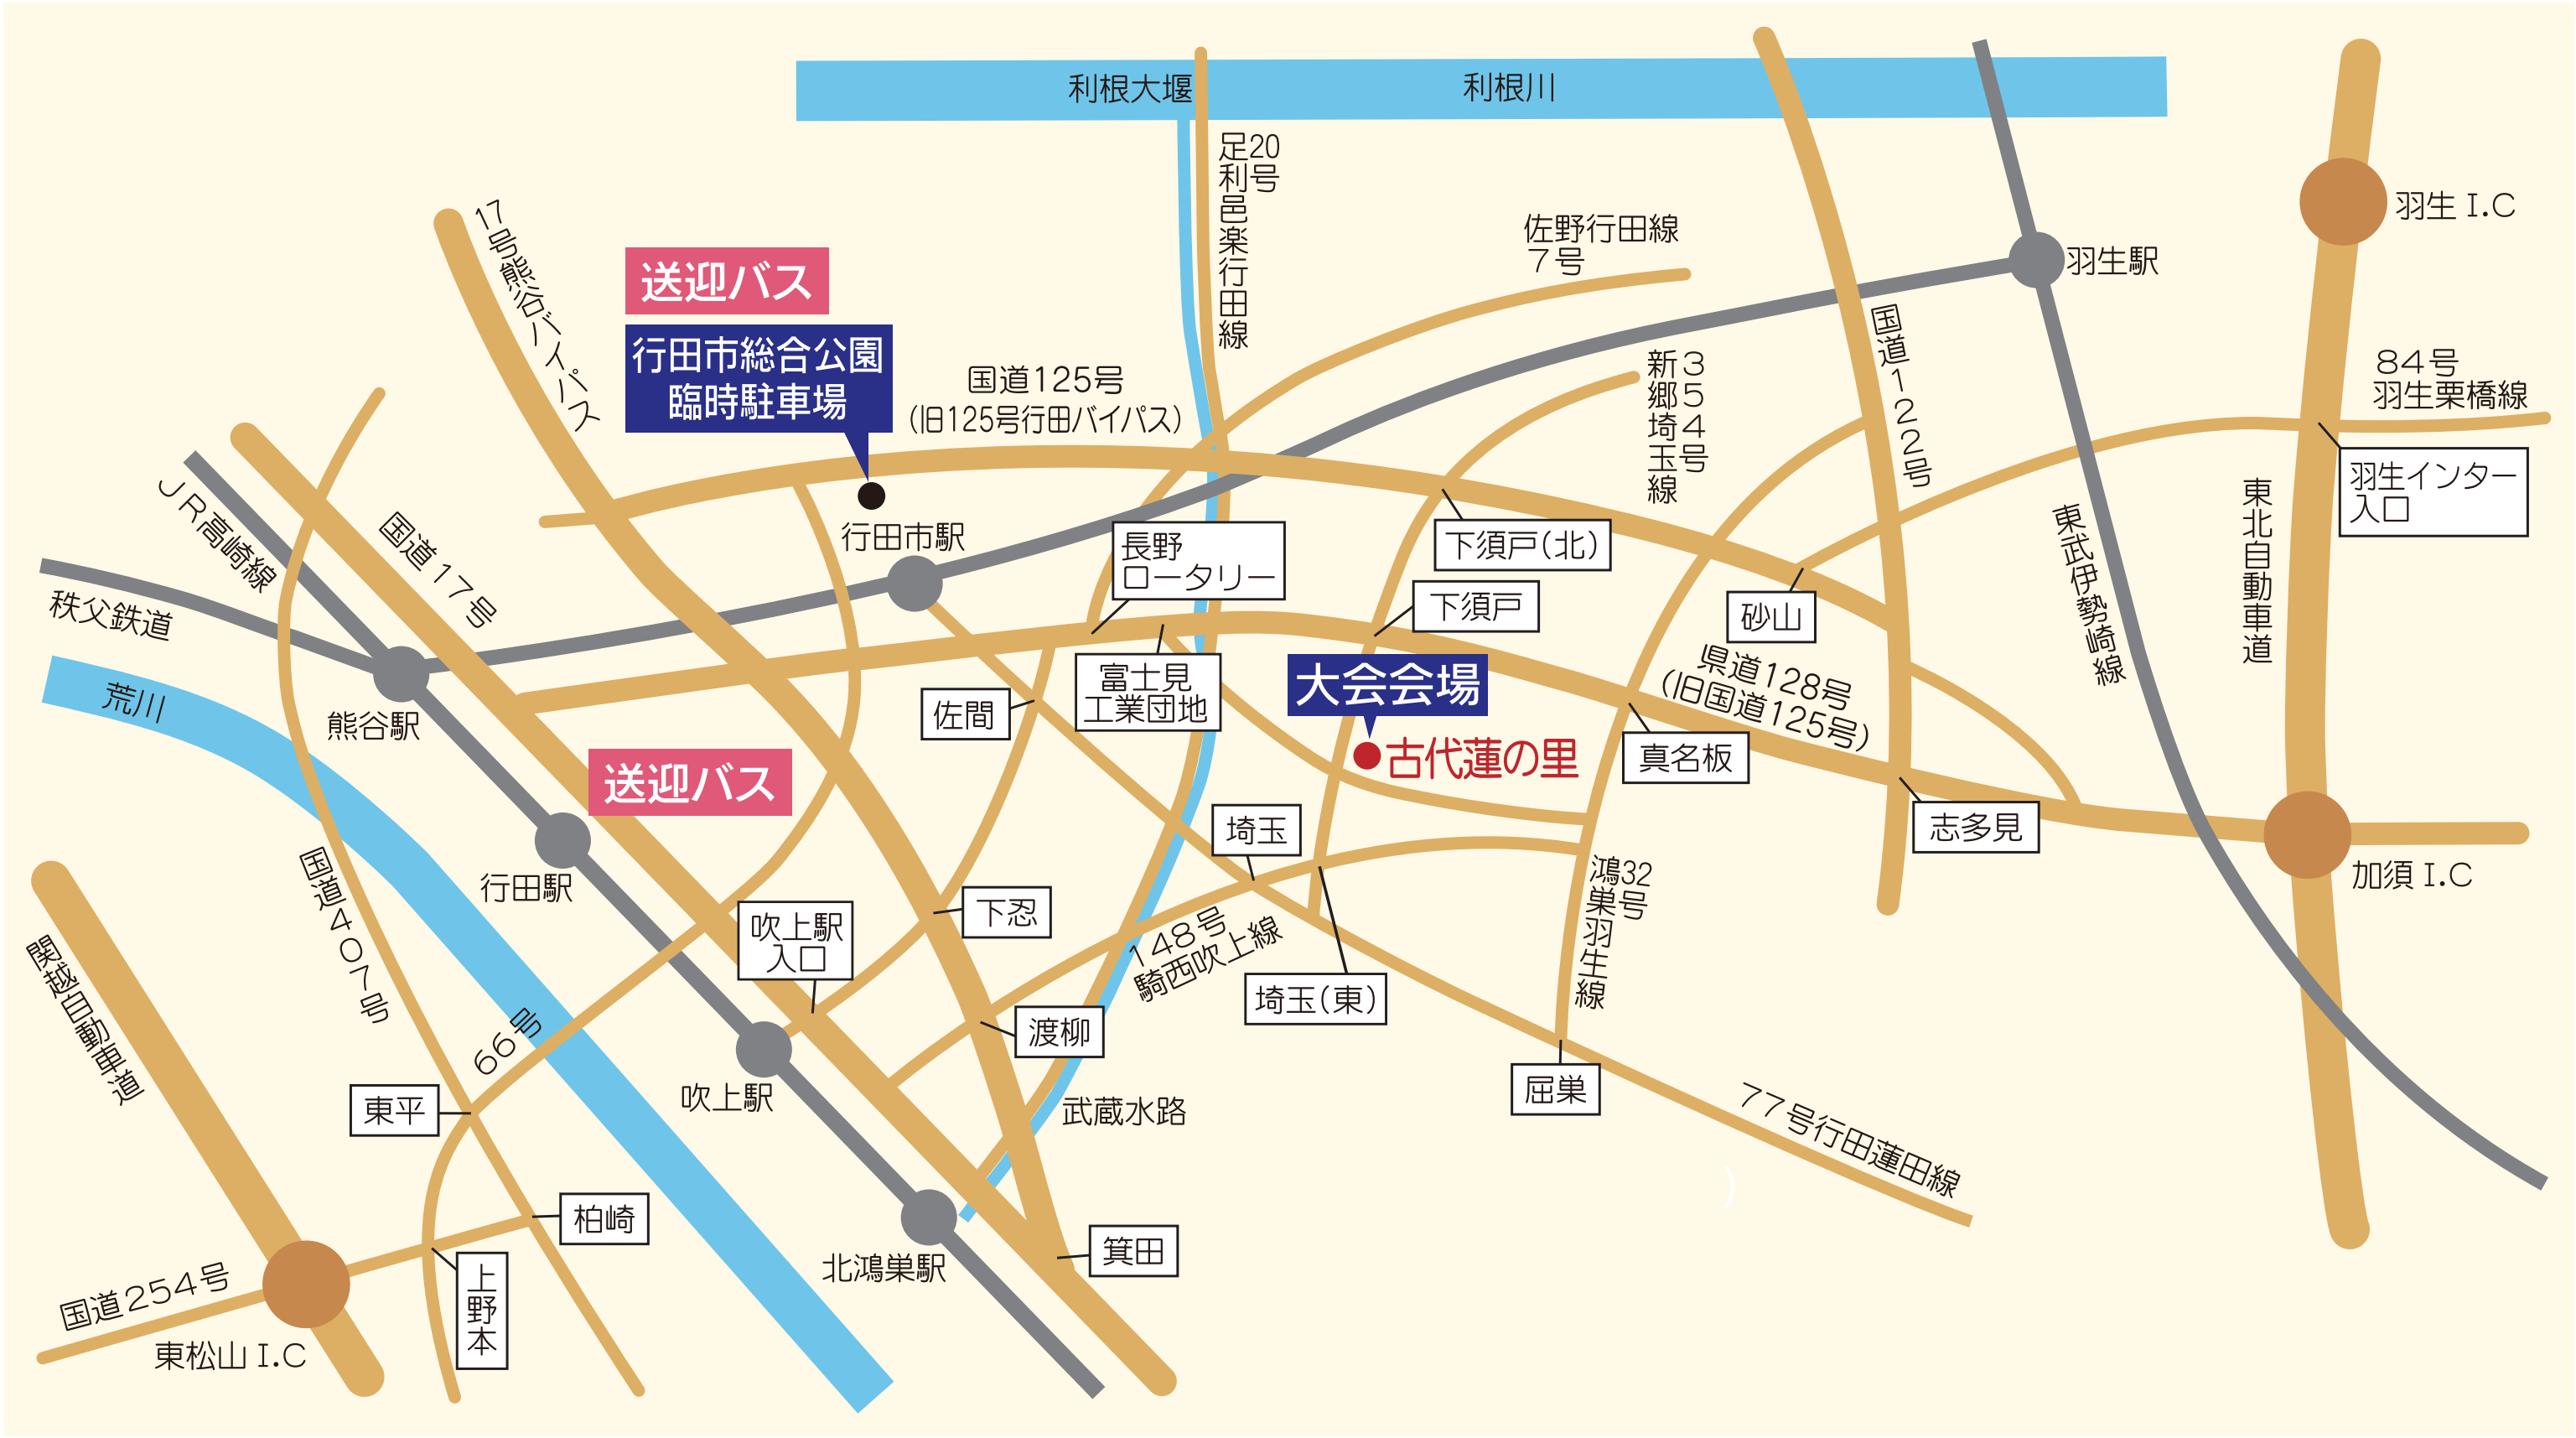 利根大堰
利根川
足利邑楽行田線
20号
17号熊谷バイパス
送迎バス
行田市総合公園
臨時駐車場
国道125号
(旧125号行田バイパス)
佐野行田線
7号
新郷埼玉線
354号
国道122号
羽生駅
羽生 I.C
84号
羽生栗橋線
羽生インター
入口
東北自動車道
東武伊勢崎線
JR高崎線
国道17号
秩父鉄道
荒川
熊谷駅
行田市駅
長野
ロータリー
下須戸(北)
下須戸
砂山
県道128号
(旧国道125号)
佐間
富士見
工業団地
大会会場
古代蓮の里
真名板
志多見
加須 I.C
送迎バス
行田駅
埼玉
鴻巣羽生線
32号
国道407号
関越自動車道
吹上駅
入口
下忍
148号
騎西吹上線
埼玉(東)
渡柳
66号
吹上駅
武蔵水路
屈巣
77号行田蓮田線
東平
柏崎
上野本
北鴻巣駅
箕田
国道254号
東松山 I.C
)